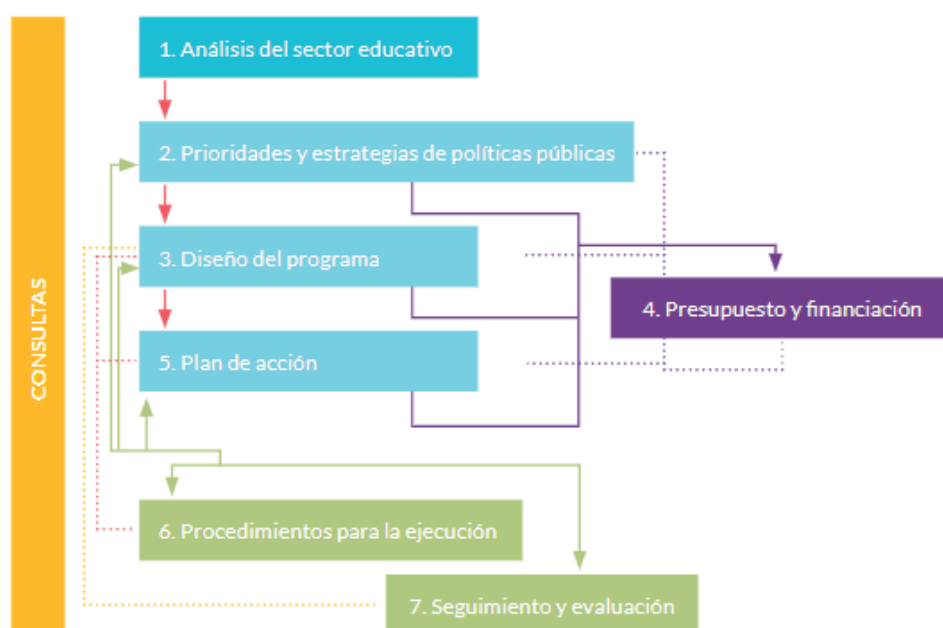 CONSULTAS
1. Análisis del sector educativo
2. Prioridades y estrategias de políticas públicas
3. Diseño del programa
4. Presupuesto y financiación
5. Plan de acción
6. Procedimientos para la ejecución
7. Seguimiento y evaluación